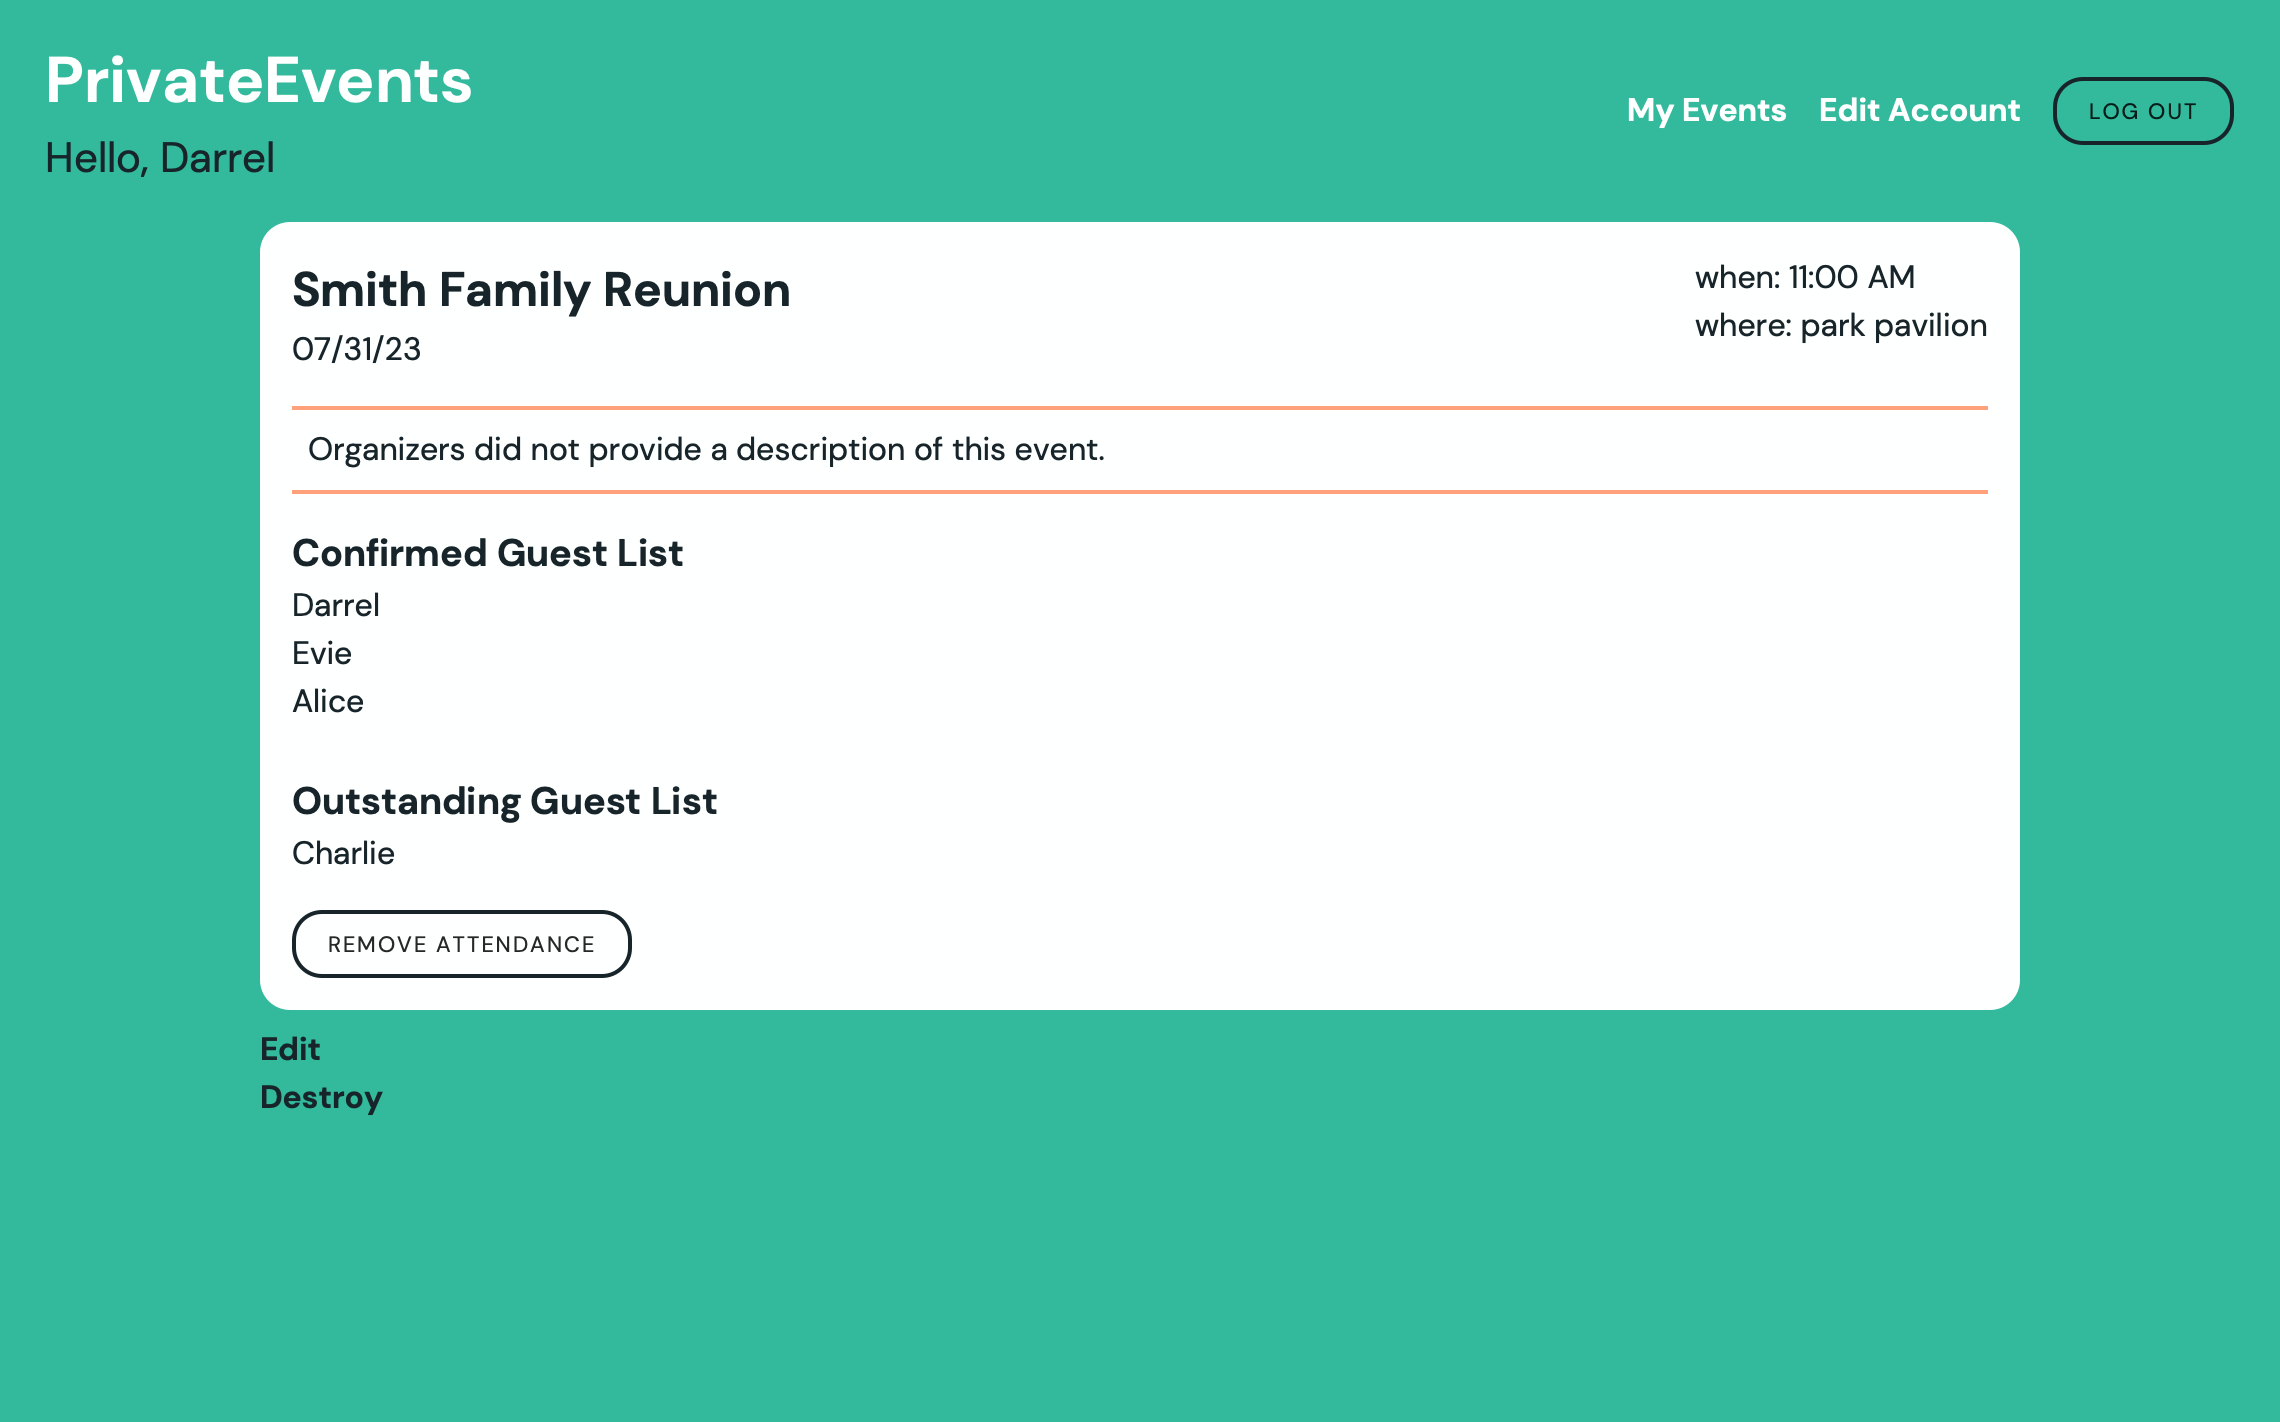 PrivateEvents
Hello, Darrel
My Events
Edit Account
LOG OUT
Smith Family Reunion
07/31/23
when: 11:00 AM
where: park pavilion
Organizers did not provide a description of this event.
Confirmed Guest List
Darrel
Evie
Alice
Outstanding Guest List
Charlie
REMOVE ATTENDANCE
Edit
Destroy